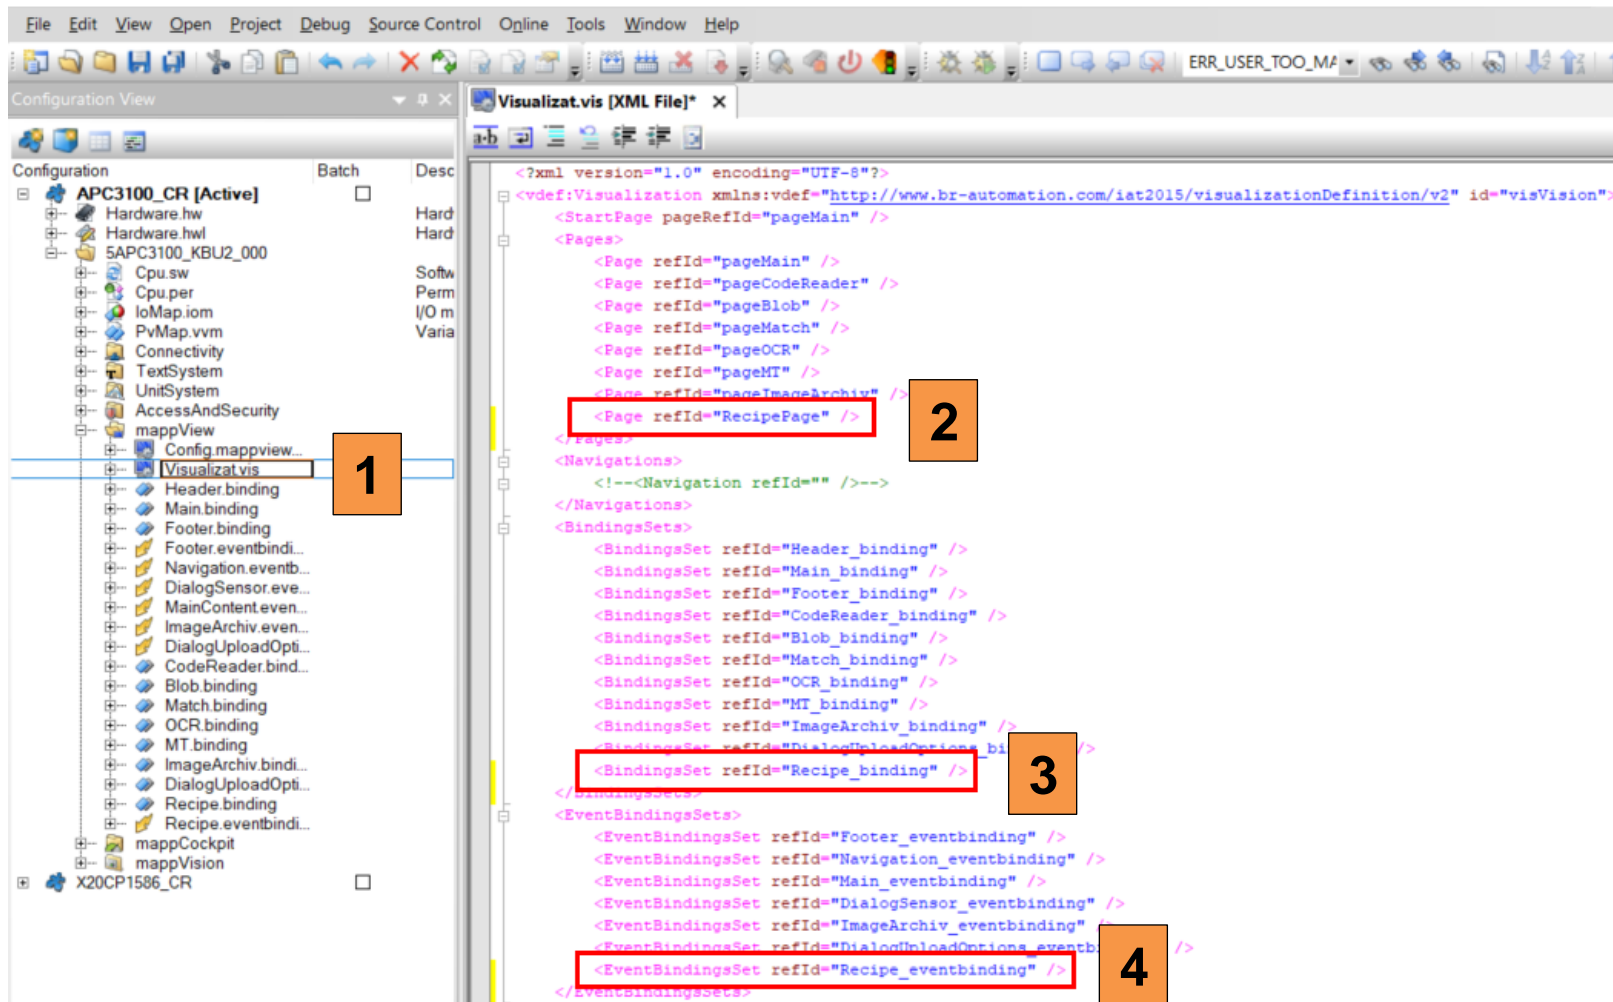 File Edit View Open Project Debug Source Control Online Tools Window Help
ERR_USER_TOO_MA
Configuration View
Visualizat.vis [XML File]*
a·b
Configuration Batch Desc
APC3100_CR [Active]
Hardware.hw Hard
Hardware.hwl Hard
5APC3100_KBU2_000
Cpu.sw Softw
Cpu.per Perm
IoMap.iom I/O m
PvMap.vvm Varia
Connectivity
TextSystem
UnitSystem
AccessAndSecurity
mappView
Config.mappview...
Visualizat.vis
Header.binding
Main.binding
Footer.binding
Footer.eventbindi...
Navigation.eventb...
DialogSensor.eve...
MainContent.even...
ImageArchiv.even...
DialogUploadOpti...
CodeReader.bind...
Blob.binding
Match.binding
OCR.binding
MT.binding
ImageArchiv.bindi...
DialogUploadOpti...
Recipe.binding
Recipe.eventbindi...
mappCockpit
mappVision
X20CP1586_CR
1
<?xml version="1.0" encoding="UTF-8"?>
<vdef:Visualization xmlns:vdef="http://www.br-automation.com/iat2015/visualizationDefinition/v2" id="visVision">
<StartPage pageRefId="pageMain" />
<Pages>
<Page refId="pageMain" />
<Page refId="pageCodeReader" />
<Page refId="pageBlob" />
<Page refId="pageMatch" />
<Page refId="pageOCR" />
<Page refId="pageMT" />
<Page refId="pageImageArchiv" />
<Page refId="RecipePage" />
2
</Pages>
<Navigations>
<!--<Navigation refId="" />-->
</Navigations>
<BindingsSets>
<BindingsSet refId="Header_binding" />
<BindingsSet refId="Main_binding" />
<BindingsSet refId="Footer_binding" />
<BindingsSet refId="CodeReader_binding" />
<BindingsSet refId="Blob_binding" />
<BindingsSet refId="Match_binding" />
<BindingsSet refId="OCR_binding" />
<BindingsSet refId="MT_binding" />
<BindingsSet refId="ImageArchiv_binding" />
<BindingsSet refId="DialogUploadOptions_bi />
<BindingsSet refId="Recipe_binding" />
3
</BindingsSets>
<EventBindingsSets>
<EventBindingsSet refId="Footer_eventbinding" />
<EventBindingsSet refId="Navigation_eventbinding" />
<EventBindingsSet refId="Main_eventbinding" />
<EventBindingsSet refId="DialogSensor_eventbinding" />
<EventBindingsSet refId="ImageArchiv_eventbinding" />
<EventBindingsSet refId="DialogUploadOptions_eventb />
<EventBindingsSet refId="Recipe_eventbinding" />
4
</EventBindingsSets>